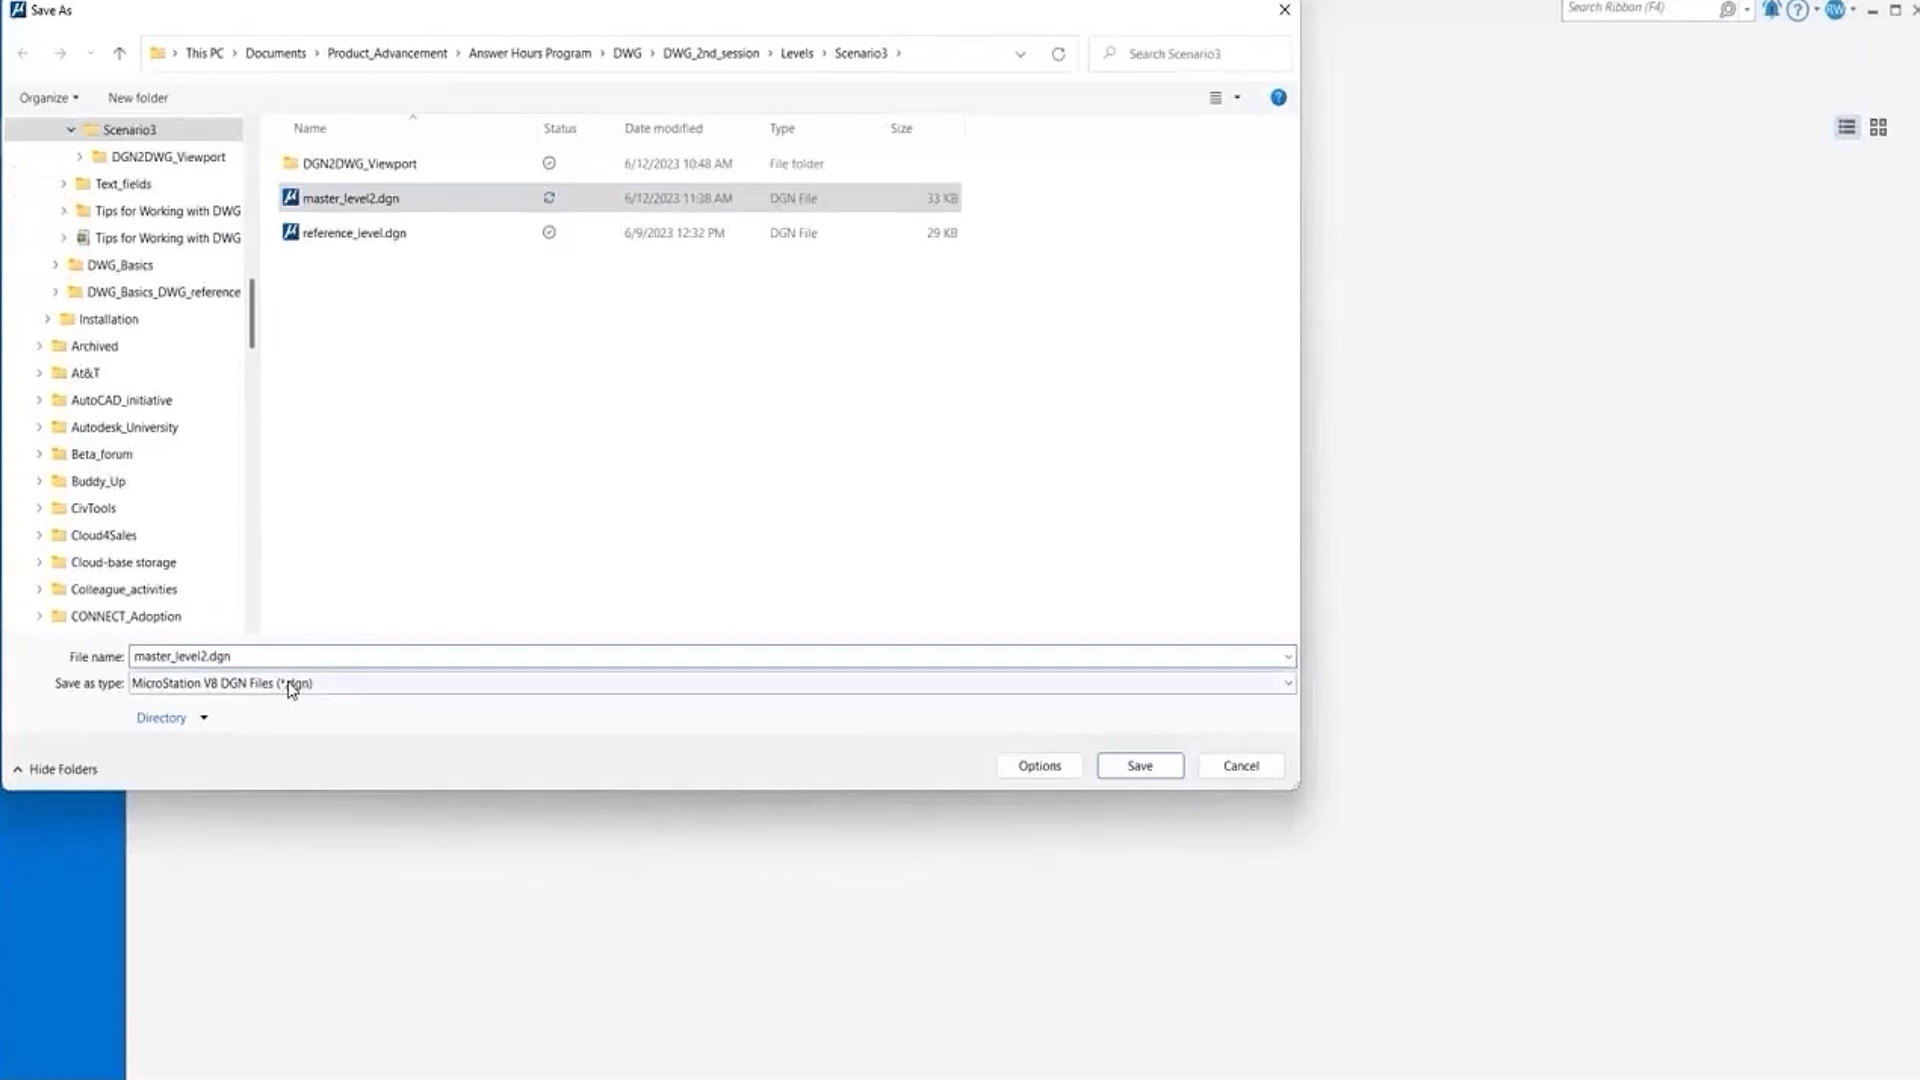 Save As
Search Ribbon (F4)
RW
This PC > Documents > Product_Advancement > Answer Hours Program > DWG > DWG_2nd_session > Levels > Scenario3 >
Search Scenario3
Organize
New folder
Name
Status
Date modified
Type
Size
Scenario3
DGN2DWG_Viewport
Text_fields
Tips for Working with DWG
Tips for Working with DWG
DWG_Basics
DWG_Basics_DWG_reference
Installation
Archived
At&T
AutoCAD_initiative
Autodesk_University
Beta_forum
Buddy_Up
CivTools
Cloud4Sales
Cloud-base storage
Colleague_activities
CONNECT_Adoption
DGN2DWG_Viewport 6/12/2023 10:48 AM File folder
master_level2.dgn 6/12/2023 11:38 AM DGN File 33 KB
reference_level.dgn 6/9/2023 12:32 PM DGN File 29 KB
File name: master_level2.dgn
Save as type: MicroStation V8 DGN Files (*.dgn)
Directory
Hide Folders
Options
Save
Cancel